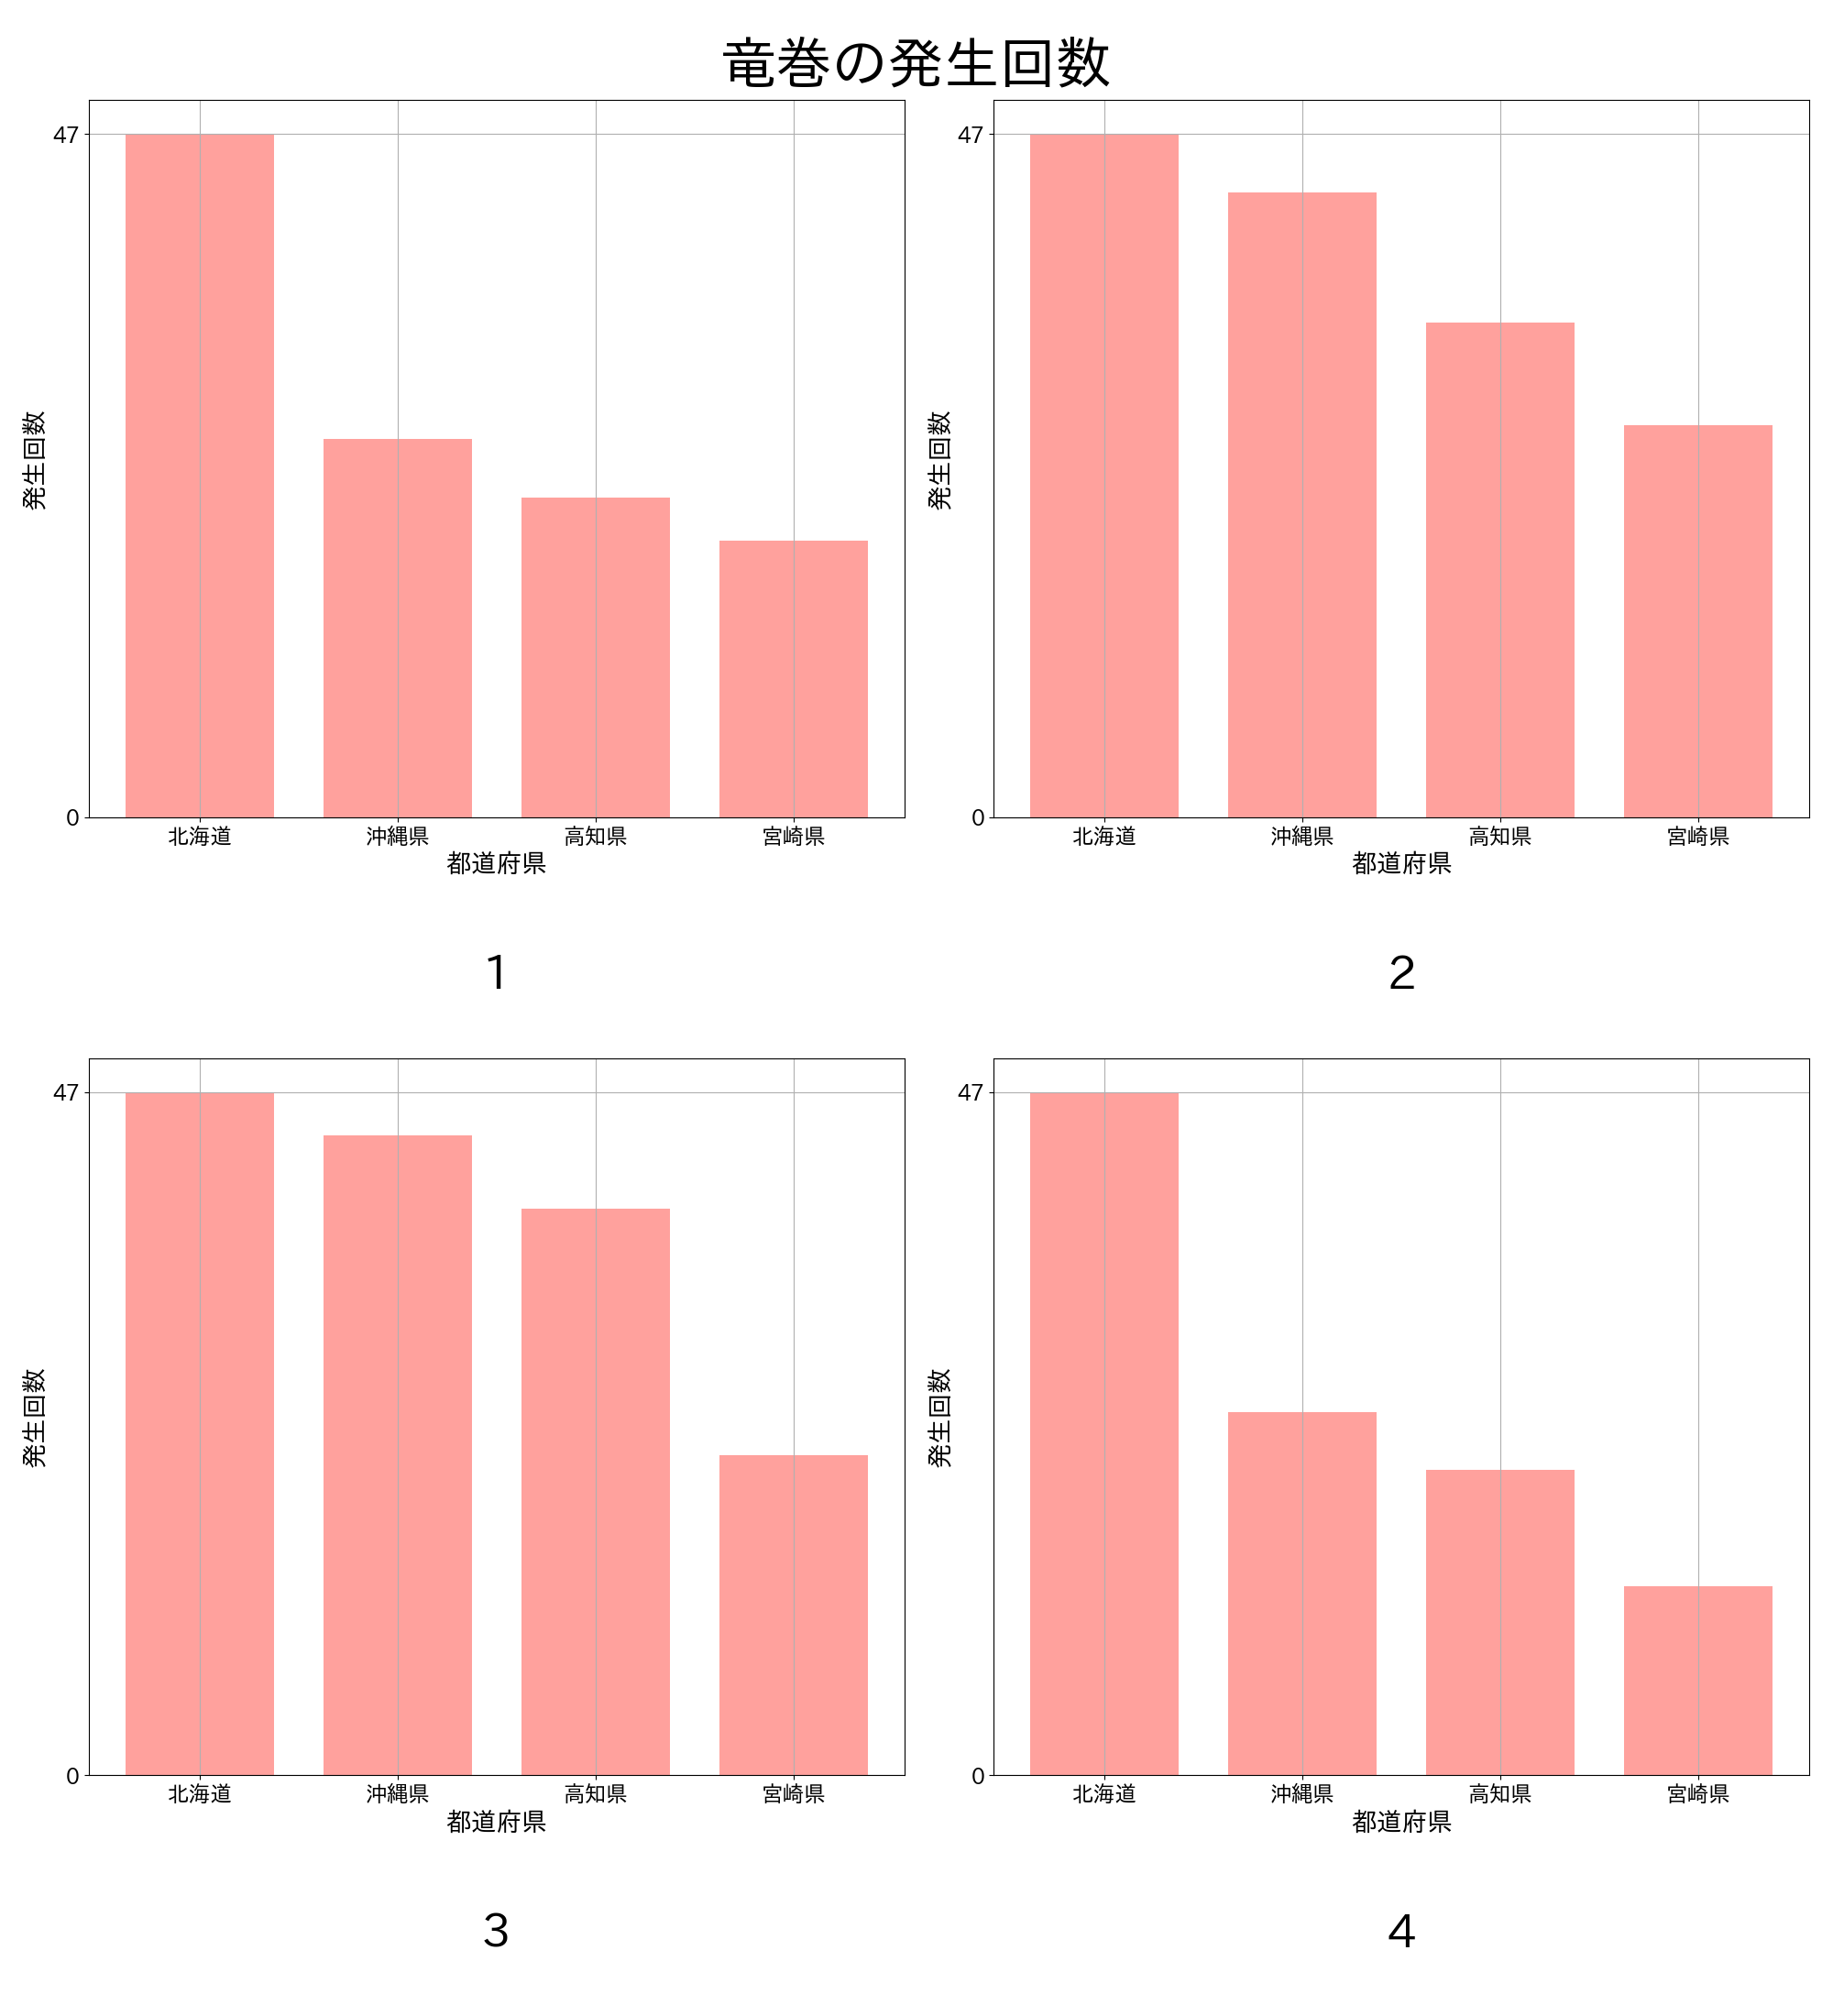 竜巻の発生回数
47
0
発生回数
北海道 沖縄県 高知県 宮崎県
都道府県
1
47
0
発生回数
北海道 沖縄県 高知県 宮崎県
都道府県
2
47
0
発生回数
北海道 沖縄県 高知県 宮崎県
都道府県
3
47
0
発生回数
北海道 沖縄県 高知県 宮崎県
都道府県
4